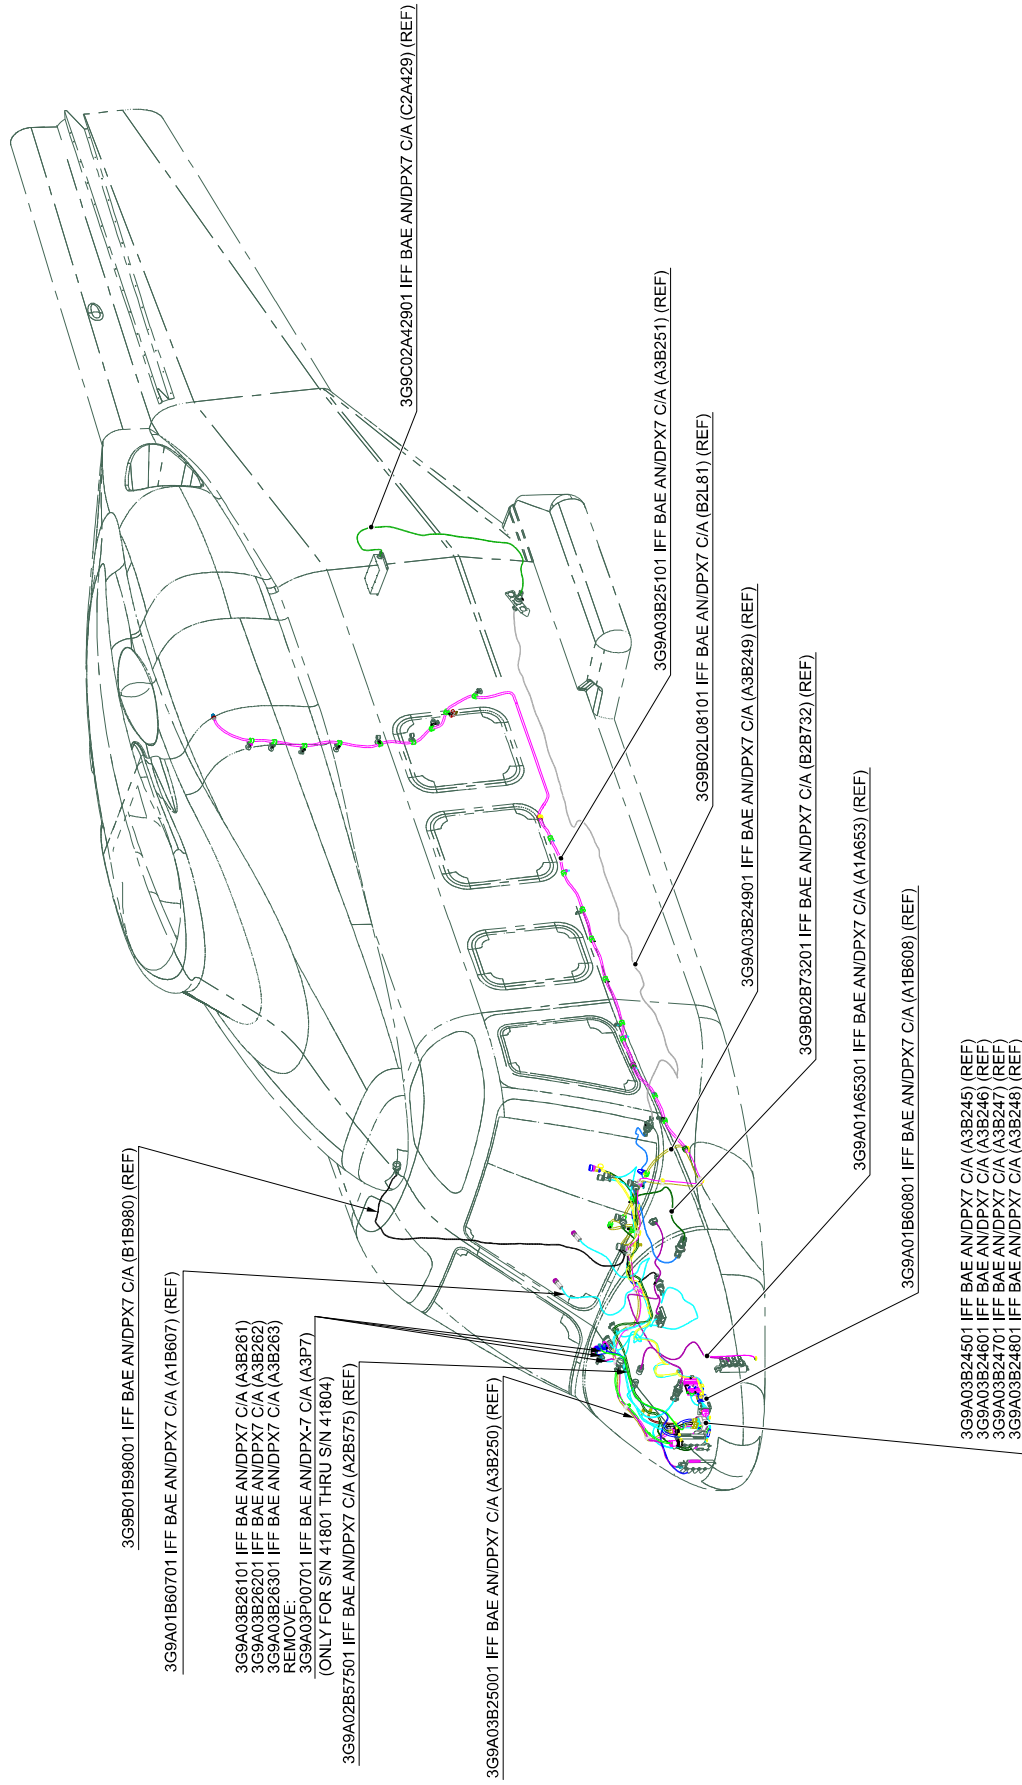 3G9C02A42901 IFF BAE AN/DPX7 C/A (C2A429) (REF)
3G9A03B25101 IFF BAE AN/DPX7 C/A (A3B251) (REF)
3G9B02L08101 IFF BAE AN/DPX7 C/A (B2L81) (REF)
3G9A03B24901 IFF BAE AN/DPX7 C/A (A3B249) (REF)
3G9B02B73201 IFF BAE AN/DPX7 C/A (B2B732) (REF)
3G9A01A65301 IFF BAE AN/DPX7 C/A (A1A653) (REF)
3G9A01B60801 IFF BAE AN/DPX7 C/A (A1B608) (REF)
3G9A03B24501 IFF BAE AN/DPX7 C/A (A3B245) (REF)
3G9A03B24601 IFF BAE AN/DPX7 C/A (A3B246) (REF)
3G9A03B24701 IFF BAE AN/DPX7 C/A (A3B247) (REF)
3G9A03B24801 IFF BAE AN/DPX7 C/A (A3B248) (REF)
3G9B01B98001 IFF BAE AN/DPX7 C/A (B1B980) (REF)
3G9A01B60701 IFF BAE AN/DPX7 C/A (A1B607) (REF)
3G9A03B26101 IFF BAE AN/DPX7 C/A (A3B261)
3G9A03B26201 IFF BAE AN/DPX7 C/A (A3B262)
3G9A03B26301 IFF BAE AN/DPX7 C/A (A3B263)
REMOVE:
3G9A03P00701 IFF BAE AN/DPX-7 C/A (A3P7)
(ONLY FOR S/N 41801 THRU S/N 41804)
3G9A02B57501 IFF BAE AN/DPX7 C/A (A2B575) (REF)
3G9A03B25001 IFF BAE AN/DPX7 C/A (A3B250) (REF)